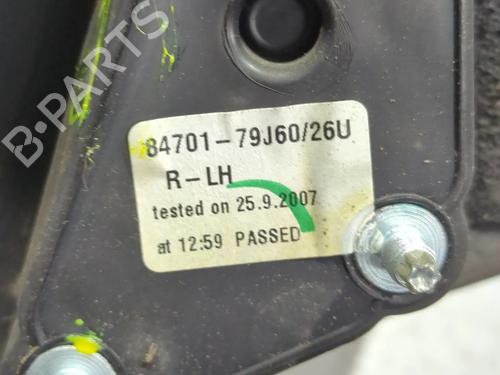 B-PARTS
84701-79J60/26U
R-LH
tested on 25.9.2007
at 12:59 PASSED